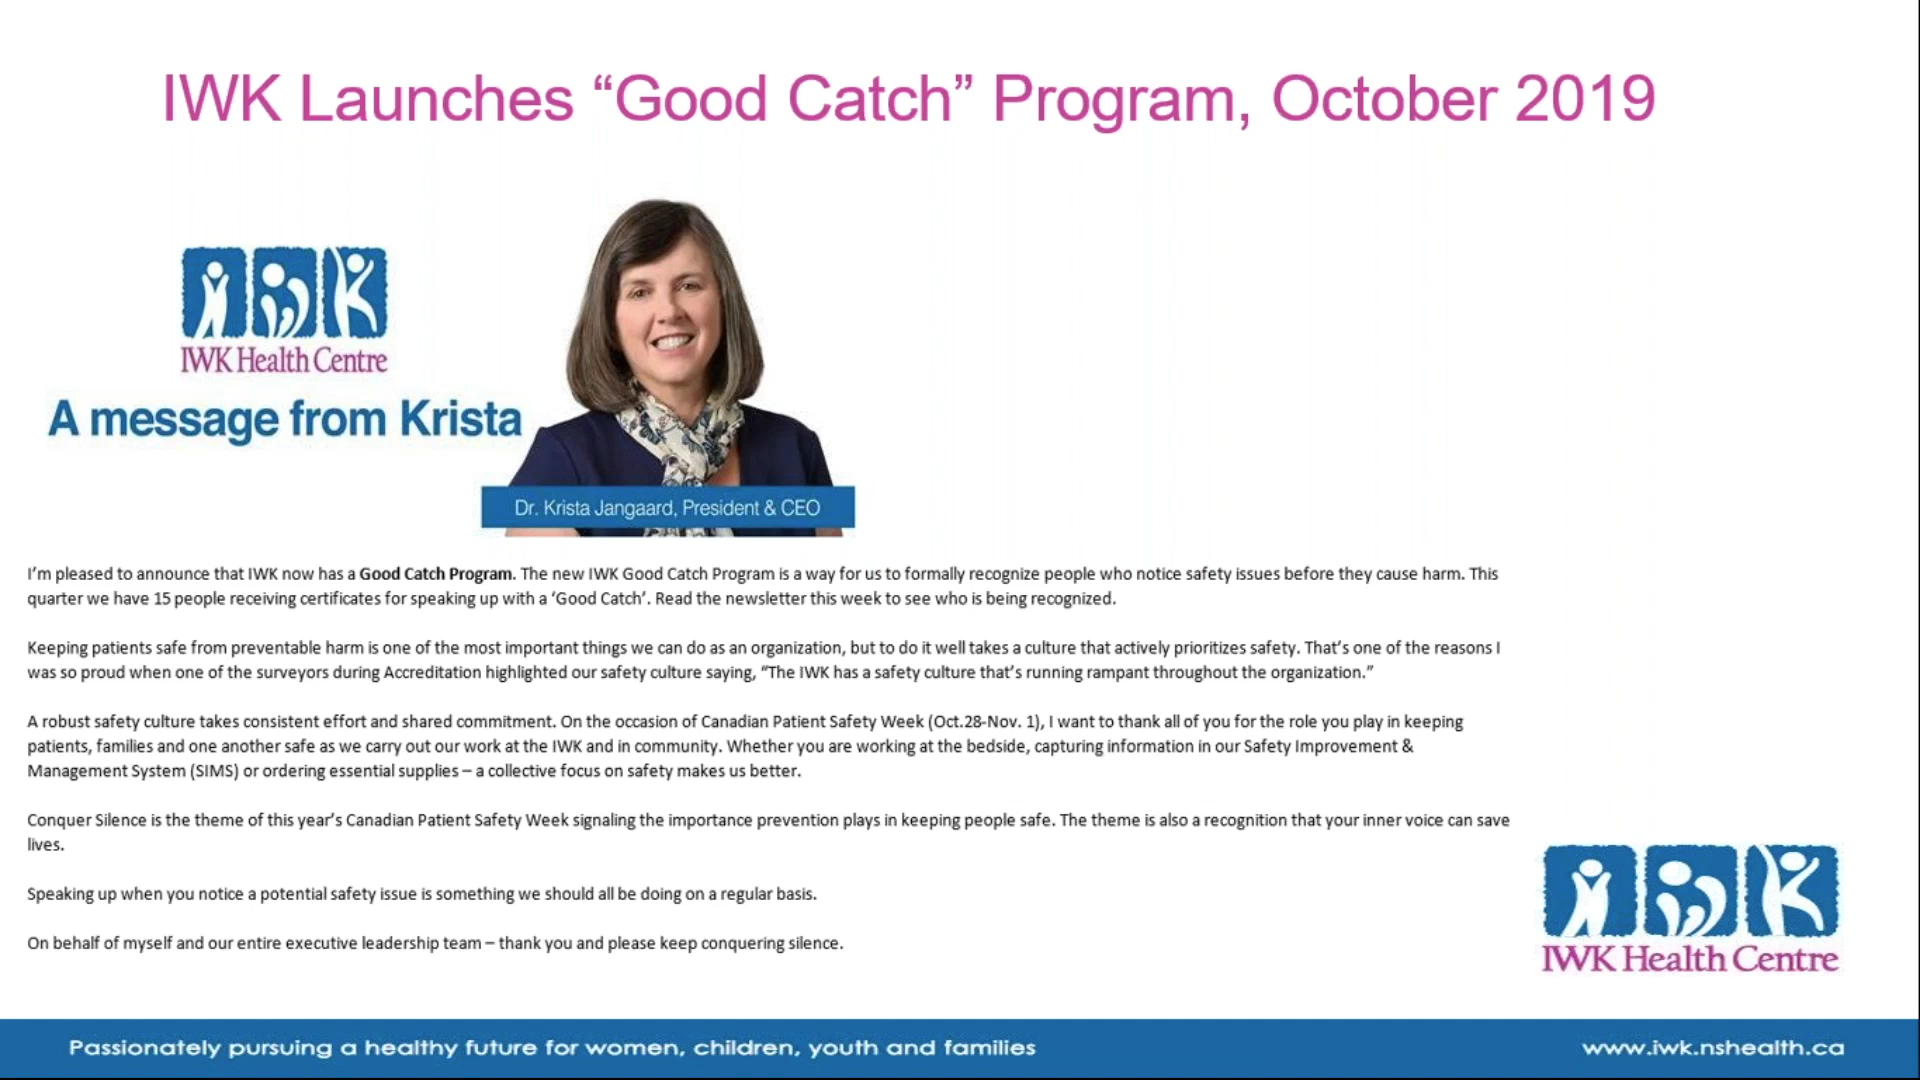 IWK Launches “Good Catch” Program, October 2019
IWK
IWK Health Centre
A message from Krista
Dr. Krista Jangaard, President & CEO
I’m pleased to announce that IWK now has a Good Catch Program. The new IWK Good Catch Program is a way for us to formally recognize people who notice safety issues before they cause harm. This
quarter we have 15 people receiving certificates for speaking up with a ‘Good Catch’. Read the newsletter this week to see who is being recognized.
Keeping patients safe from preventable harm is one of the most important things we can do as an organization, but to do it well takes a culture that actively prioritizes safety. That’s one of the reasons I
was so proud when one of the surveyors during Accreditation highlighted our safety culture saying, “The IWK has a safety culture that’s running rampant throughout the organization.”
A robust safety culture takes consistent effort and shared commitment. On the occasion of Canadian Patient Safety Week (Oct.28-Nov. 1), I want to thank all of you for the role you play in keeping
patients, families and one another safe as we carry out our work at the IWK and in community. Whether you are working at the bedside, capturing information in our Safety Improvement &
Management System (SIMS) or ordering essential supplies – a collective focus on safety makes us better.
Conquer Silence is the theme of this year’s Canadian Patient Safety Week signaling the importance prevention plays in keeping people safe. The theme is also a recognition that your inner voice can save
lives.
Speaking up when you notice a potential safety issue is something we should all be doing on a regular basis.
On behalf of myself and our entire executive leadership team – thank you and please keep conquering silence.
IWK
IWK Health Centre
Passionately pursuing a healthy future for women, children, youth and families
www.iwk.nshealth.ca